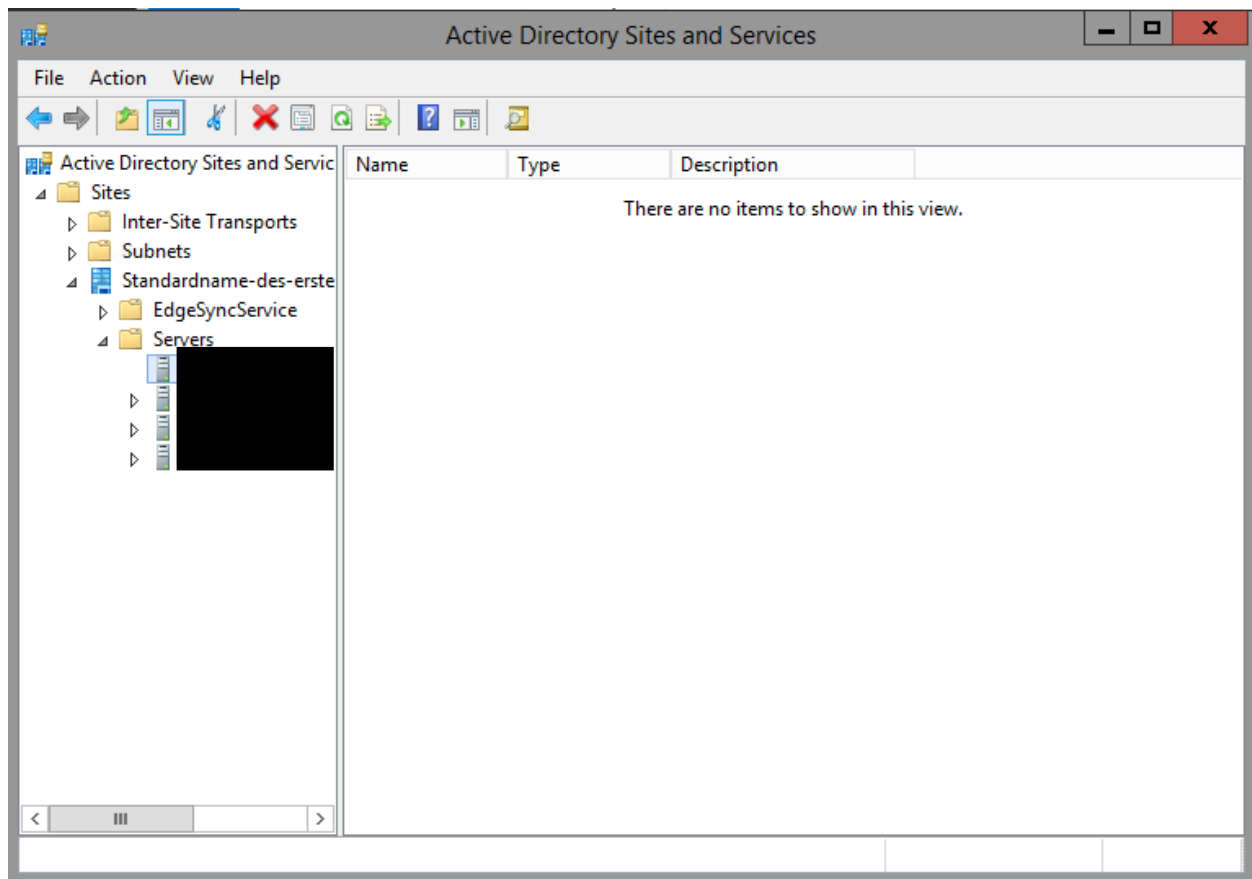 Active Directory Sites and Services
File Action View Help
Active Directory Sites and Servic
Sites
Inter-Site Transports
Subnets
Standardname-des-erste
EdgeSyncService
Servers
Name Type Description
There are no items to show in this view.